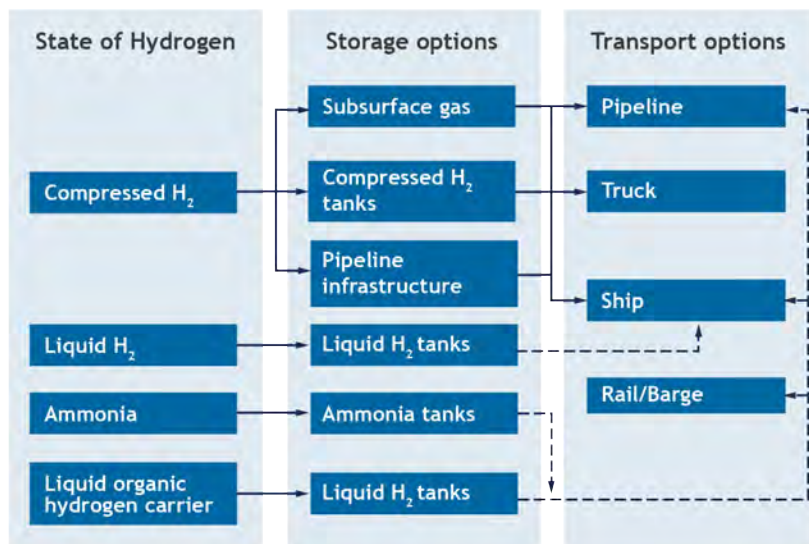 State of Hydrogen
Storage options
Transport options
Subsurface gas
Pipeline
Compressed H₂
Compressed H₂
tanks
Truck
Pipeline
infrastructure
Ship
Liquid H₂
Liquid H₂ tanks
Rail/Barge
Ammonia
Ammonia tanks
Liquid organic
hydrogen carrier
Liquid H₂ tanks